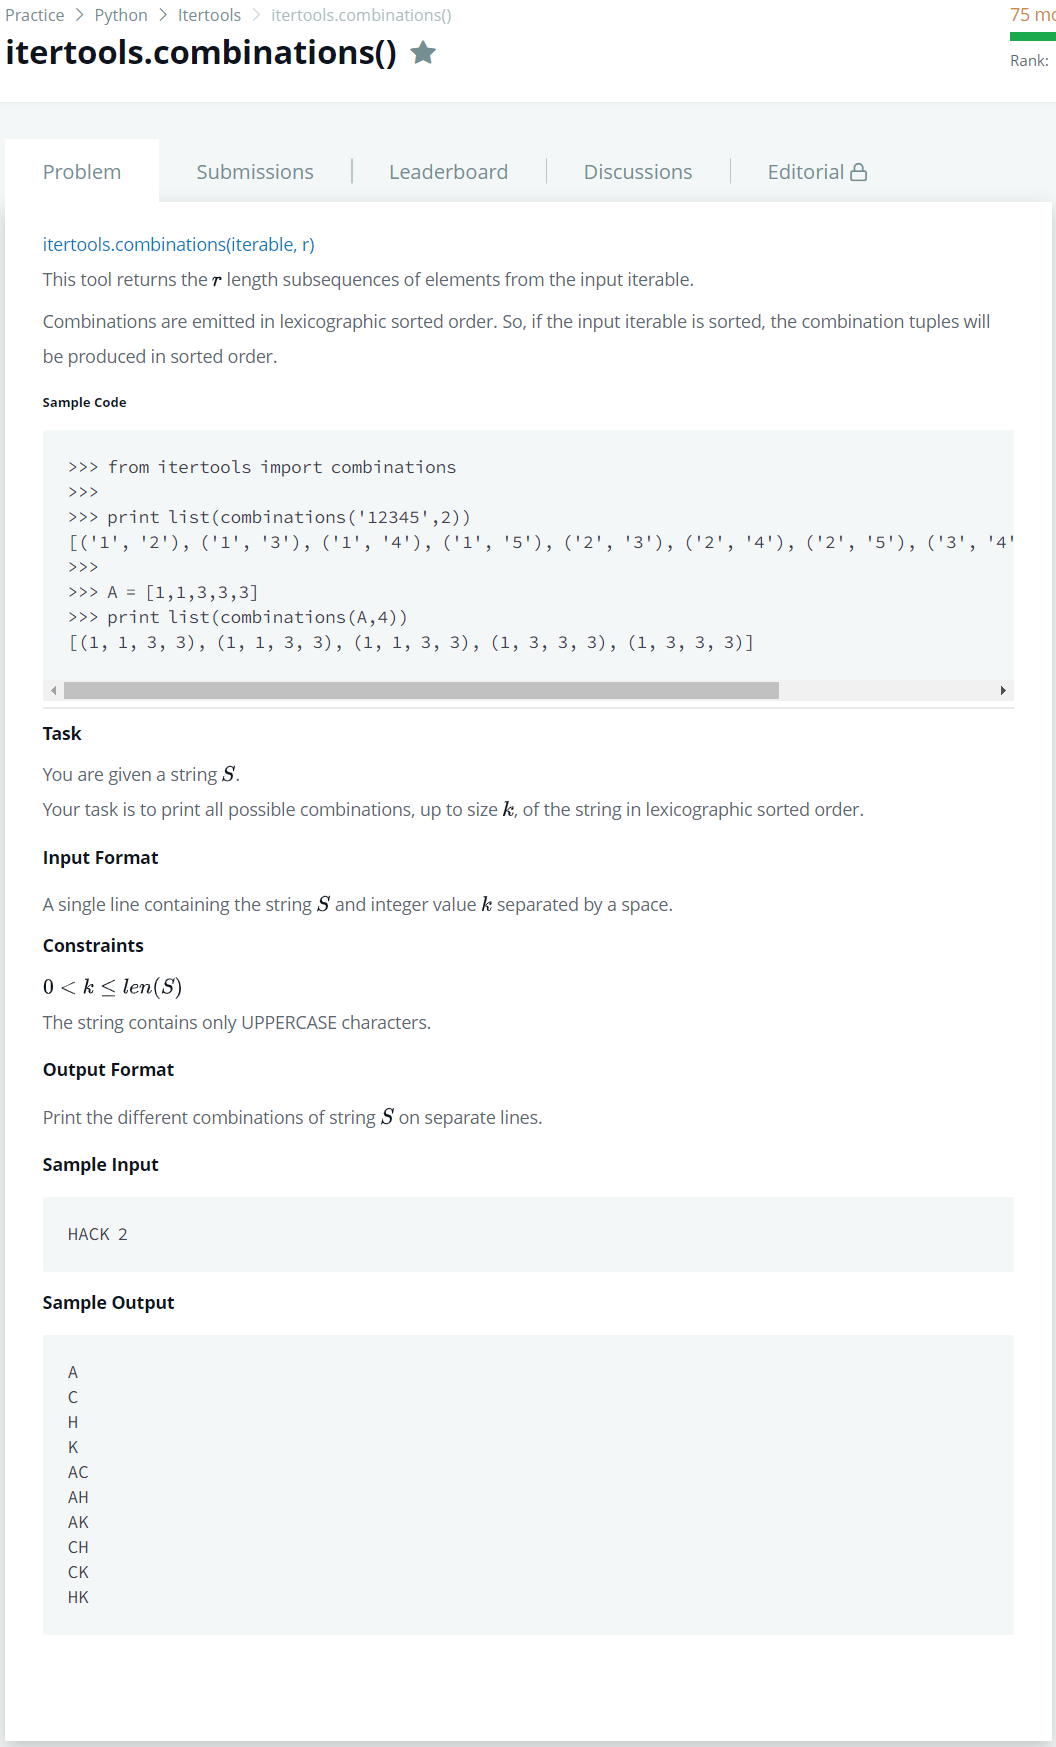 Practice > Python > Itertools > itertools.combinations()
75 mo
itertools.combinations()
Rank:
Problem Submissions | Leaderboard | Discussions | Editorial
itertools.combinations(iterable, r)
This tool returns the r length subsequences of elements from the input iterable.
Combinations are emitted in lexicographic sorted order. So, if the input iterable is sorted, the combination tuples will
be produced in sorted order.
Sample Code
>>> from itertools import combinations
>>>
>>> print list(combinations('12345',2))
[('1', '2'), ('1', '3'), ('1', '4'), ('1', '5'), ('2', '3'), ('2', '4'), ('2', '5'), ('3', '4'
>>>
>>> A = [1,1,3,3,3]
>>> print list(combinations(A,4))
[(1, 1, 3, 3), (1, 1, 3, 3), (1, 1, 3, 3), (1, 3, 3, 3), (1, 3, 3, 3)]
Task
You are given a string S.
Your task is to print all possible combinations, up to size k, of the string in lexicographic sorted order.
Input Format
A single line containing the string S and integer value k separated by a space.
Constraints
0 < k ≤ len(S)
The string contains only UPPERCASE characters.
Output Format
Print the different combinations of string S on separate lines.
Sample Input
HACK 2
Sample Output
A
C
H
K
AC
AH
AK
CH
CK
HK